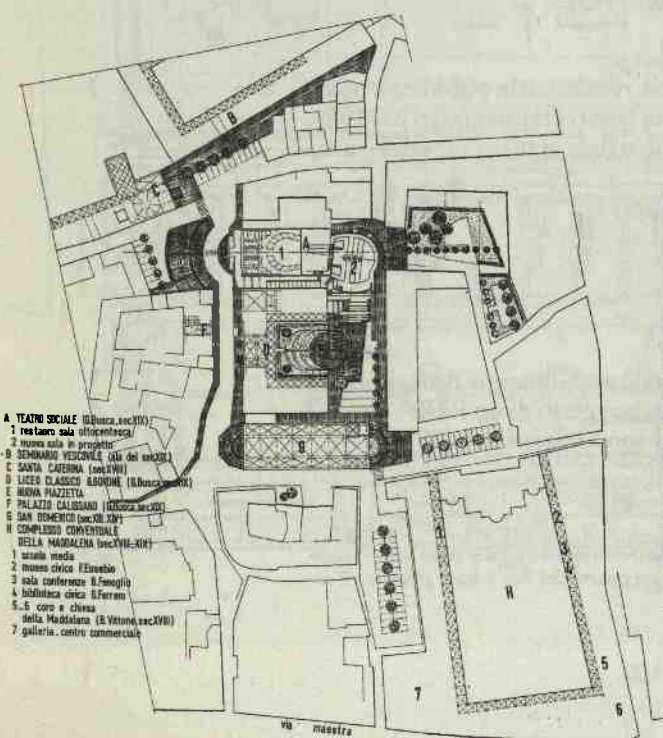 B
C
A
1
2
D
G
A TEATRO SOCIALE (G.Busca, sec.XIX)
1 restauro sala ottocentesca
2 nuova sala in progetto
B SEMINARIO VESCOVILE (ala del sec.XIX)
C SANTA CATERINA (sec.XVIII)
D LICEO CLASSICO G.GOVONE (G.Busca, sec.XIX)
E NUOVA PIAZZETTA
F PALAZZO CALISSANO (G.Busca, sec.XIX)
G SAN DOMENICO (sec.XIII.XIV)
H COMPLESSO CONVENTUALE
DELLA MADDALENA (sec.XVIII-XIX)
1 scuola media
2 museo civico F.Eusebio
3 sala conferenze B.Fenoglio
4 biblioteca civica G.Ferrero
5.6 coro e chiesa
della Maddalena (B.Vittone, sec.XVIII)
7 galleria . centro commerciale
1
2
H
7
5
6
via maestra